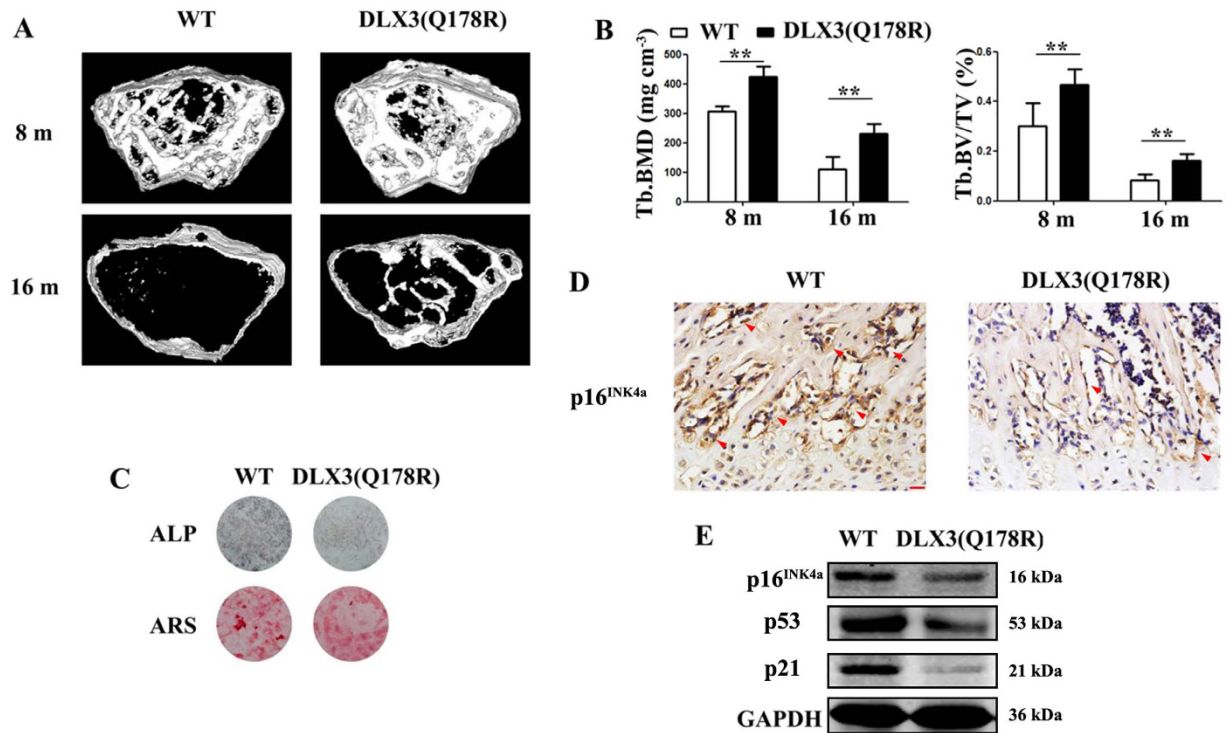 A
WT DLX3(Q178R)
8 m
16 m
B
WT DLX3(Q178R)
Tb.BMD (mg cm⁻³)
500
400
300
200
100
0
**
**
8 m 16 m
Tb.BV/TV (%)
0.6
0.4
0.2
0.0
**
**
8 m 16 m
C
WT DLX3(Q178R)
ALP
ARS
D
WT DLX3(Q178R)
p16ᴵᴺᴷ⁴ᵃ
E
WT DLX3(Q178R)
p16ᴵᴺᴷ⁴ᵃ 16 kDa
p53 53 kDa
p21 21 kDa
GAPDH 36 kDa